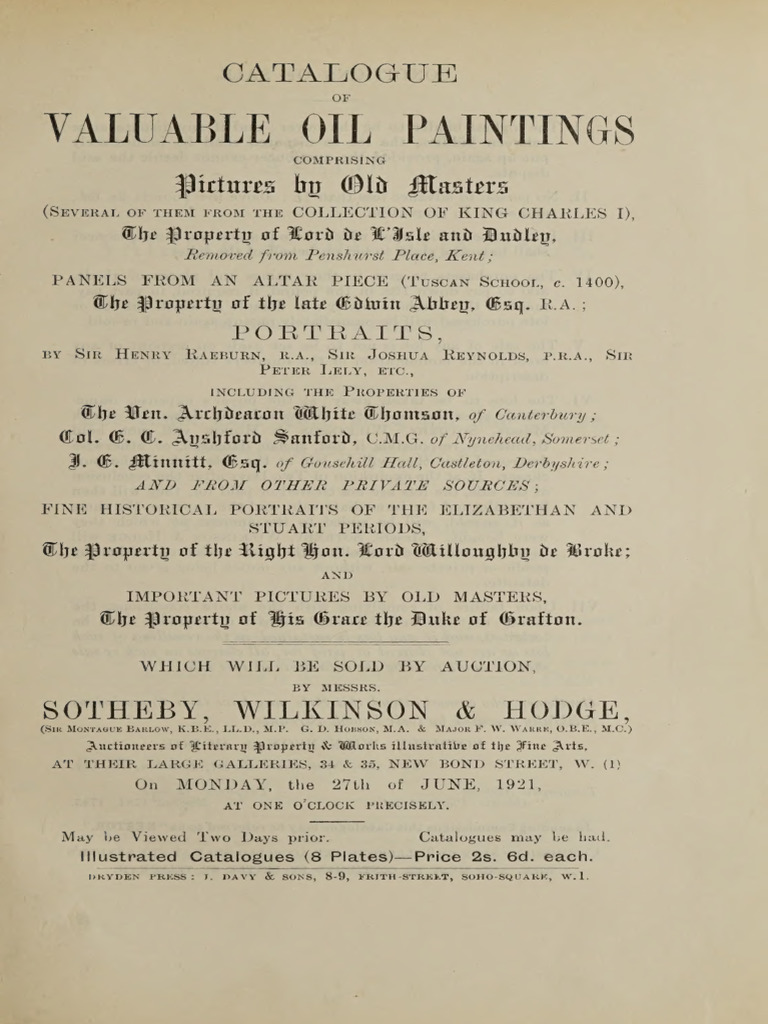 CATALOGUE
OF
VALUABLE OIL PAINTINGS
COMPRISING
Pictures by Old Masters
(SEVERAL OF THEM FROM THE COLLECTION OF KING CHARLES I),
The Property of Lord de L'Isle and Dudley,
Removed from Penshurst Place, Kent;
PANELS FROM AN ALTAR PIECE (TUSCAN SCHOOL, c. 1400),
The Property of the late Edwin Abbey, Esq. R.A.;
PORTRAITS,
BY SIR HENRY RAEBURN, R.A., SIR JOSHUA REYNOLDS, P.R.A., SIR
PETER LELY, ETC.,
INCLUDING THE PROPERTIES OF
The Ven. Archdeacon White Thomson, of Canterbury;
Col. E. C. Ayshford Sanford, C.M.G. of Nynehead, Somerset;
J. E. Minnitt, Esq. of Gousehill Hall, Castleton, Derbyshire;
AND FROM OTHER PRIVATE SOURCES;
FINE HISTORICAL PORTRAITS OF THE ELIZABETHAN AND
STUART PERIODS,
The Property of the Right Hon. Lord Willoughby de Broke;
AND
IMPORTANT PICTURES BY OLD MASTERS,
The Property of His Grace the Duke of Grafton.
WHICH WILL BE SOLD BY AUCTION,
BY MESSRS.
SOTHEBY, WILKINSON & HODGE,
(SIR MONTAGUE BARLOW, K.B.E., LL.D., M.P. G. D. HOBSON, M.A. & MAJOR F. W. WARRE, O.B.E., M.C.)
Auctioneers of Literary Property & Works illustrative of the Fine Arts,
AT THEIR LARGE GALLERIES, 34 & 35, NEW BOND STREET, W. (1)
On MONDAY, the 27th of JUNE, 1921,
AT ONE O'CLOCK PRECISELY.
May be Viewed Two Days prior. Catalogues may be had.
Illustrated Catalogues (8 Plates)—Price 2s. 6d. each.
DRYDEN PRESS: J. DAVY & SONS, 8-9, FRITH-STREET, SOHO-SQUARE, W.1.